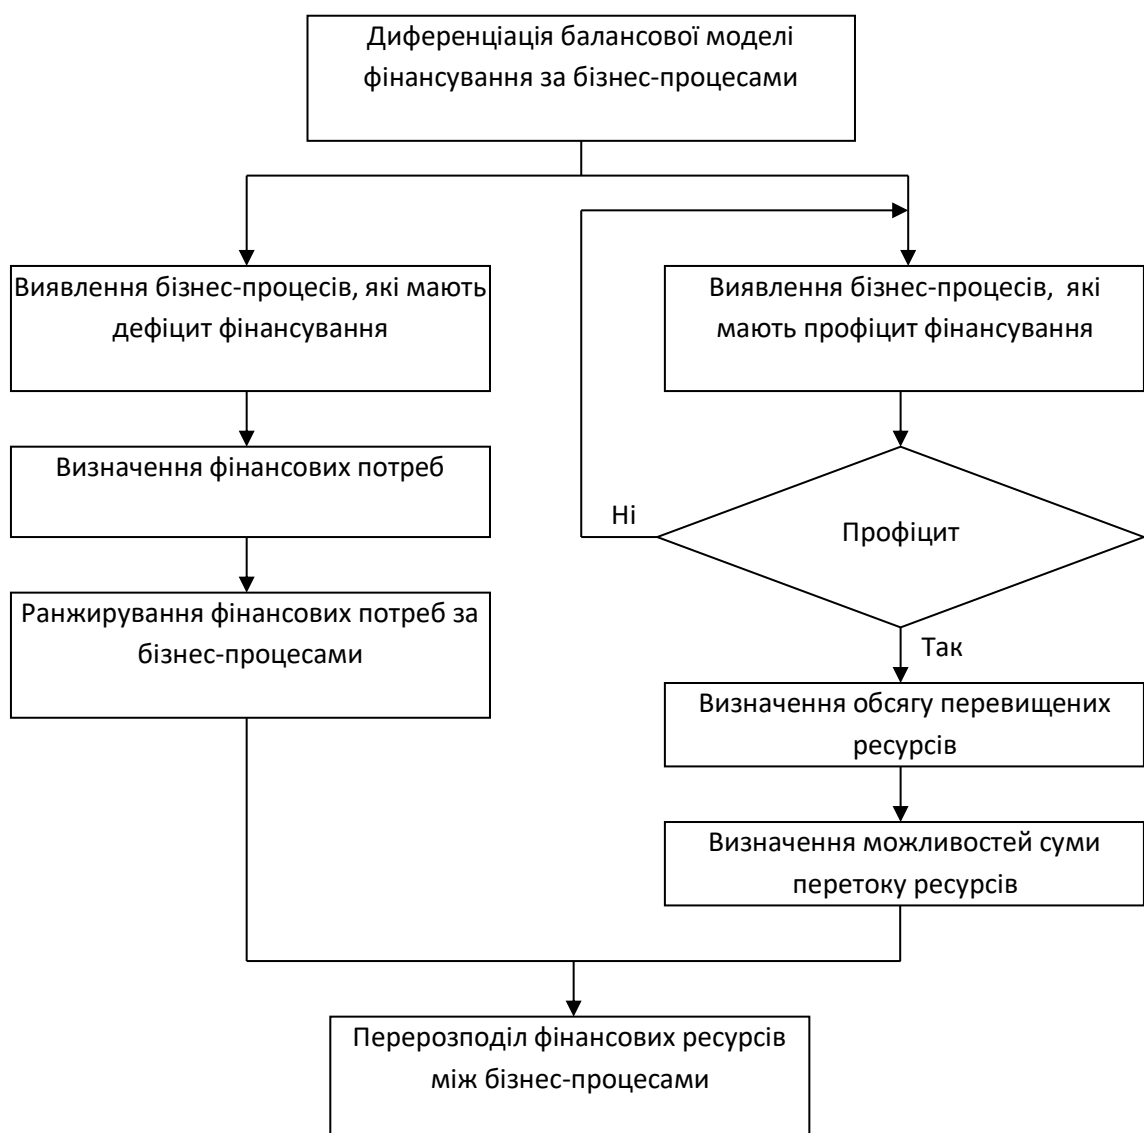 Диференціація балансової моделі
фінансування за бізнес-процесами
Виявлення бізнес-процесів, які мають
дефіцит фінансування
Визначення фінансових потреб
Ранжирування фінансових потреб за
бізнес-процесами
Виявлення бізнес-процесів, які
мають профіцит фінансування
Ні
Профіцит
Так
Визначення обсягу перевищених
ресурсів
Визначення можливостей суми
перетоку ресурсів
Перерозподіл фінансових ресурсів
між бізнес-процесами